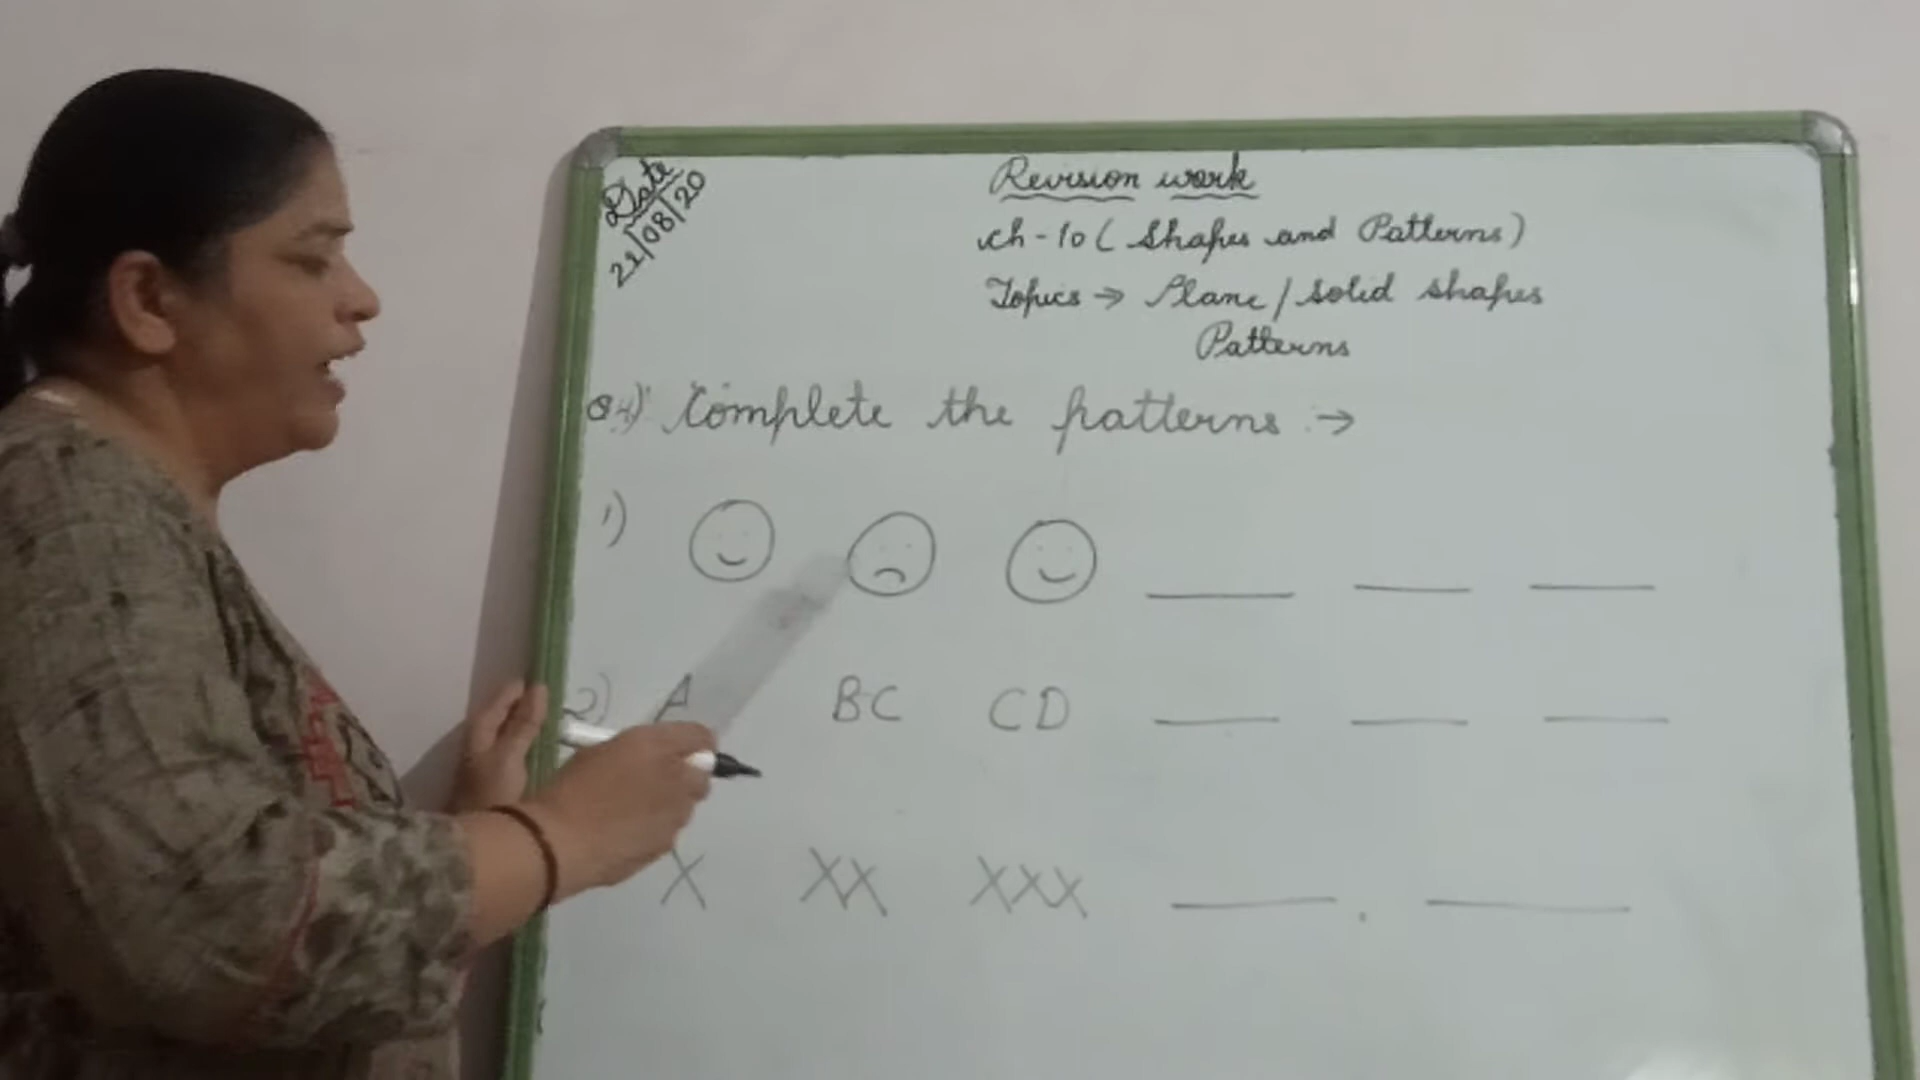 Date
21/08/20
Revision work
ch-10 ( Shapes and Patterns )
Topics → Plane / solid shapes
Patterns
Q4) Complete the patterns :→
1)
2) A BC CD
X XX XXX